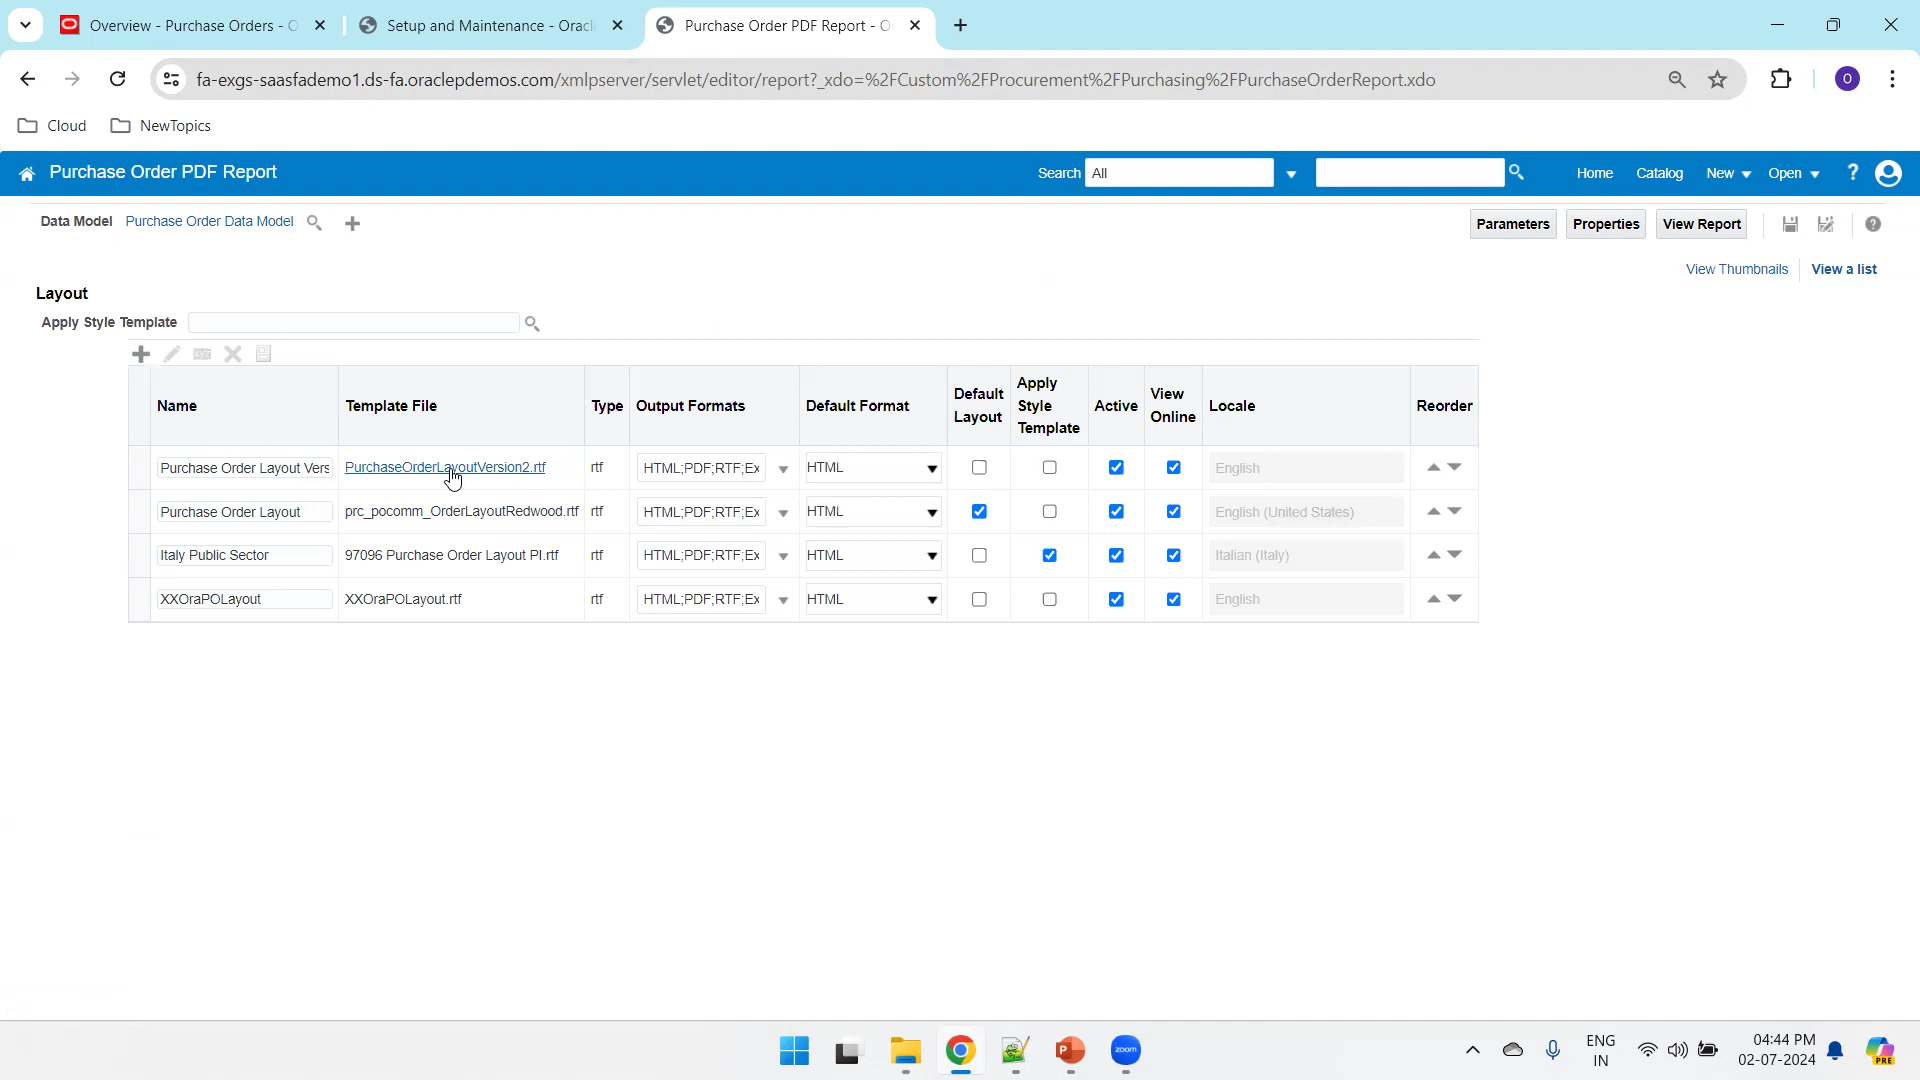 Overview - Purchase Orders - O
Setup and Maintenance - Oracl
Purchase Order PDF Report - O
fa-exgs-saasfademo1.ds-fa.oraclepdemos.com/xmlpserver/servlet/editor/report?_xdo=%2FCustom%2FProcurement%2FPurchasing%2FPurchaseOrderReport.xdo
O
Cloud
NewTopics
Purchase Order PDF Report
Search All
Home Catalog New Open ?
Data Model Purchase Order Data Model
Parameters Properties View Report
View Thumbnails View a list
Layout
Apply Style Template
Name Template File Type Output Formats Default Format Default Layout Apply Style Template Active View Online Locale Reorder
Purchase Order Layout Vers PurchaseOrderLayoutVersion2.rtf rtf HTML;PDF;RTF;Ex HTML English
Purchase Order Layout prc_pocomm_OrderLayoutRedwood.rtf rtf HTML;PDF;RTF;Ex HTML English (United States)
Italy Public Sector 97096 Purchase Order Layout PI.rtf rtf HTML;PDF;RTF;Ex HTML Italian (Italy)
XXOraPOLayout XXOraPOLayout.rtf rtf HTML;PDF;RTF;Ex HTML English
zoom
ENG
IN
04:44 PM
02-07-2024
PRE